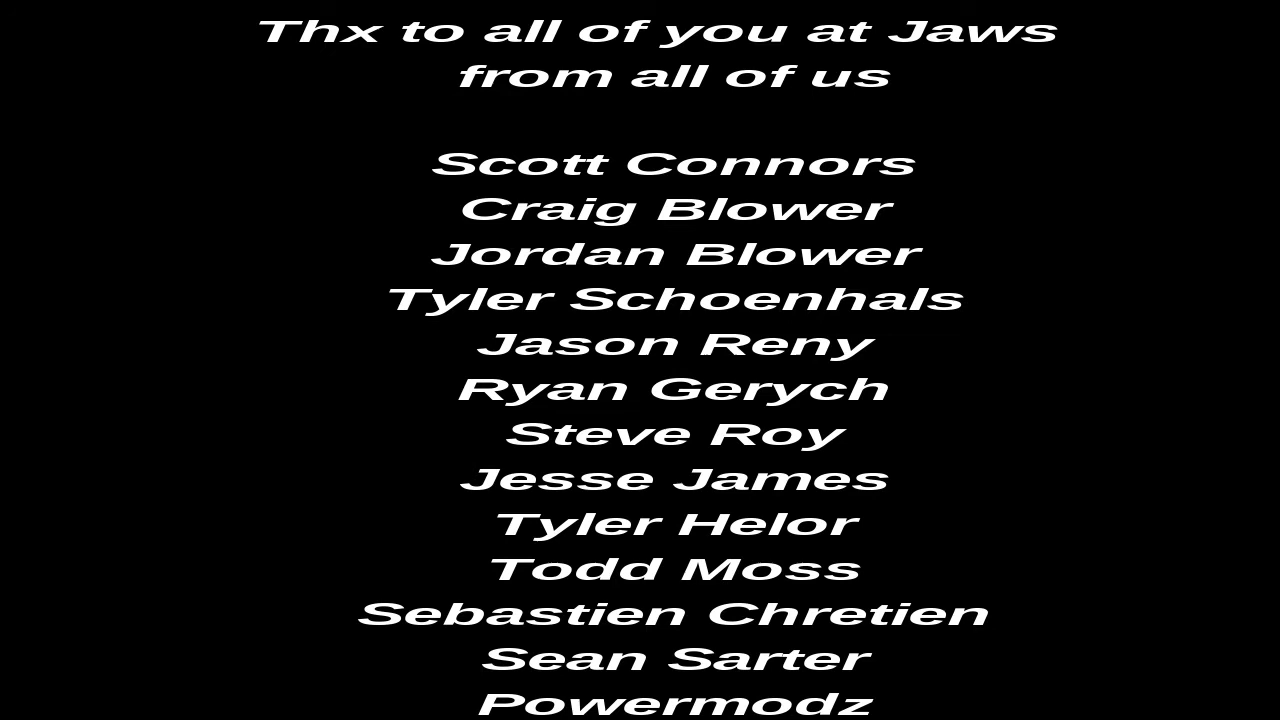 Thx to all of you at Jaws
from all of us
Scott Connors
Craig Blower
Jordan Blower
Tyler Schoenhals
Jason Reny
Ryan Gerych
Steve Roy
Jesse James
Tyler Helor
Todd Moss
Sebastien Chretien
Sean Sarter
Powermodz